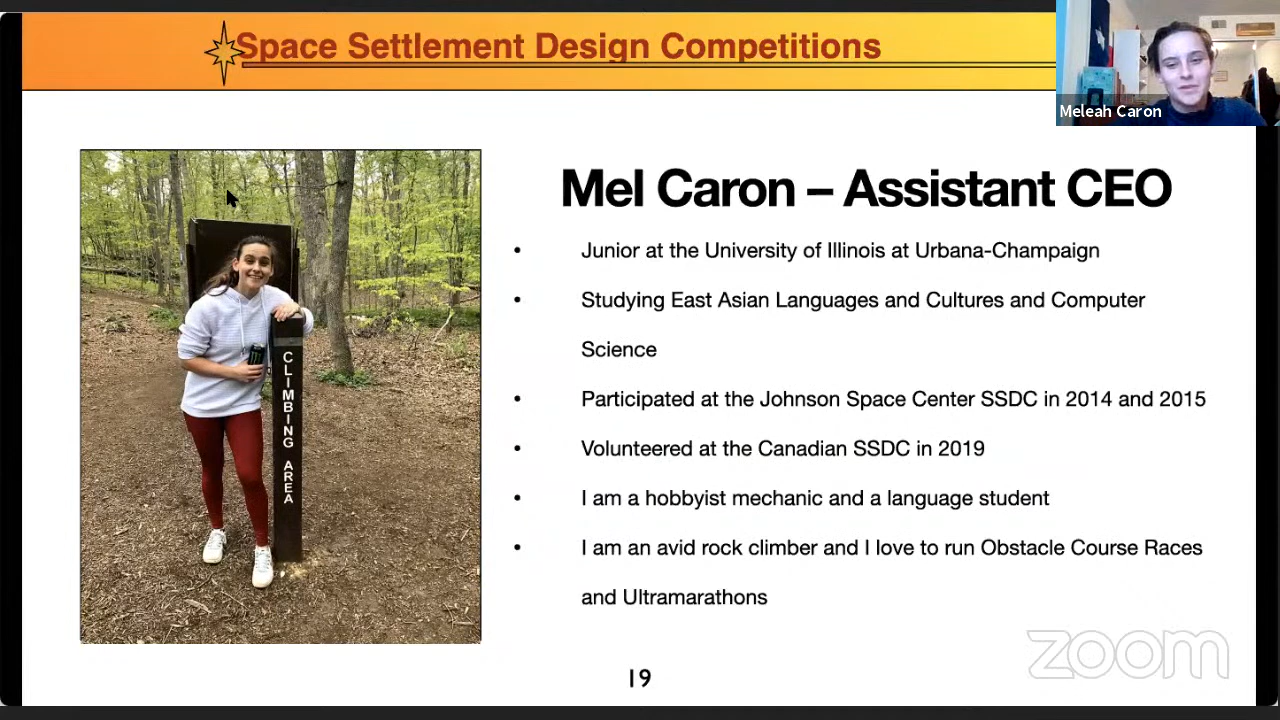 Space Settlement Design Competitions
Meleah Caron
Mel Caron – Assistant CEO
• Junior at the University of Illinois at Urbana-Champaign
• Studying East Asian Languages and Cultures and Computer
Science
• Participated at the Johnson Space Center SSDC in 2014 and 2015
• Volunteered at the Canadian SSDC in 2019
• I am a hobbyist mechanic and a language student
• I am an avid rock climber and I love to run Obstacle Course Races
and Ultramarathons
CLIMBING AREA
zoom
19